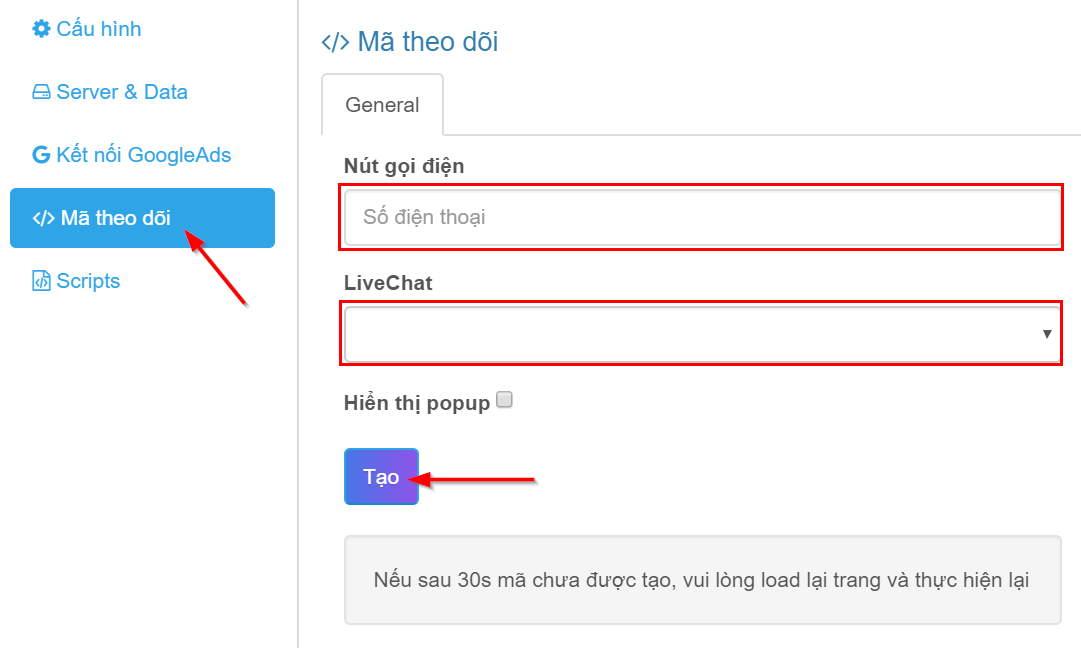 Cấu hình
Server & Data
Kết nối GoogleAds
Mã theo dõi
Scripts
Mã theo dõi
General
Nút gọi điện
Số điện thoại
LiveChat
Hiển thị popup
Tạo
Nếu sau 30s mã chưa được tạo, vui lòng load lại trang và thực hiện lại